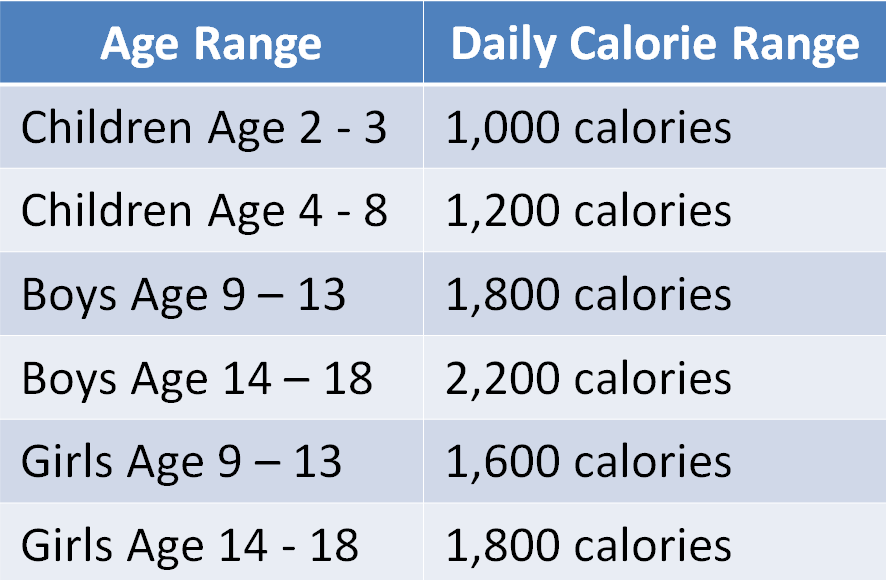 Age Range Daily Calorie Range
Children Age 2 - 3 1,000 calories
Children Age 4 - 8 1,200 calories
Boys Age 9 – 13 1,800 calories
Boys Age 14 – 18 2,200 calories
Girls Age 9 – 13 1,600 calories
Girls Age 14 - 18 1,800 calories